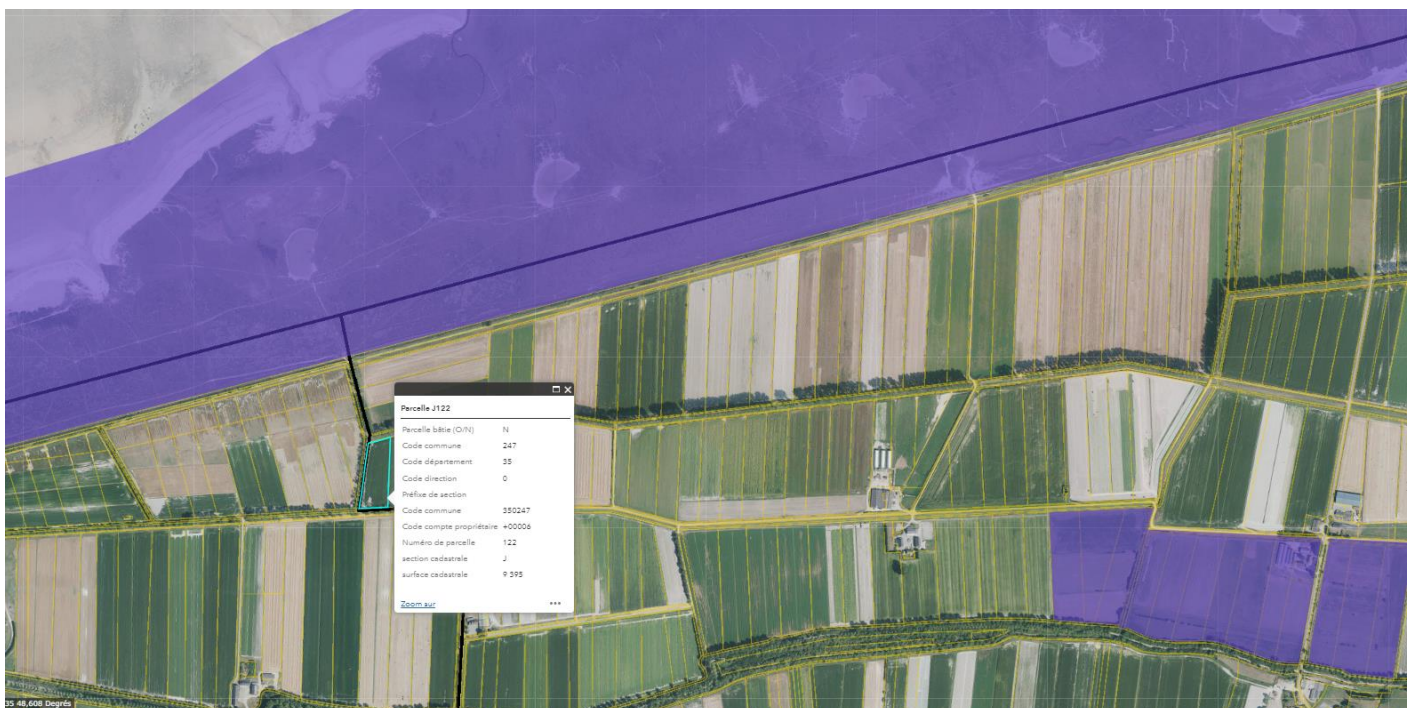 Parcelle J122
Parcelle bâtie (O/N) N
Code commune 247
Code département 35
Code direction 0
Préfixe de section
Code commune 350247
Code compte propriétaire +00006
Numéro de parcelle 122
section cadastrale J
surface cadastrale 9 395
Zoom sur
35 48,608 Degrés